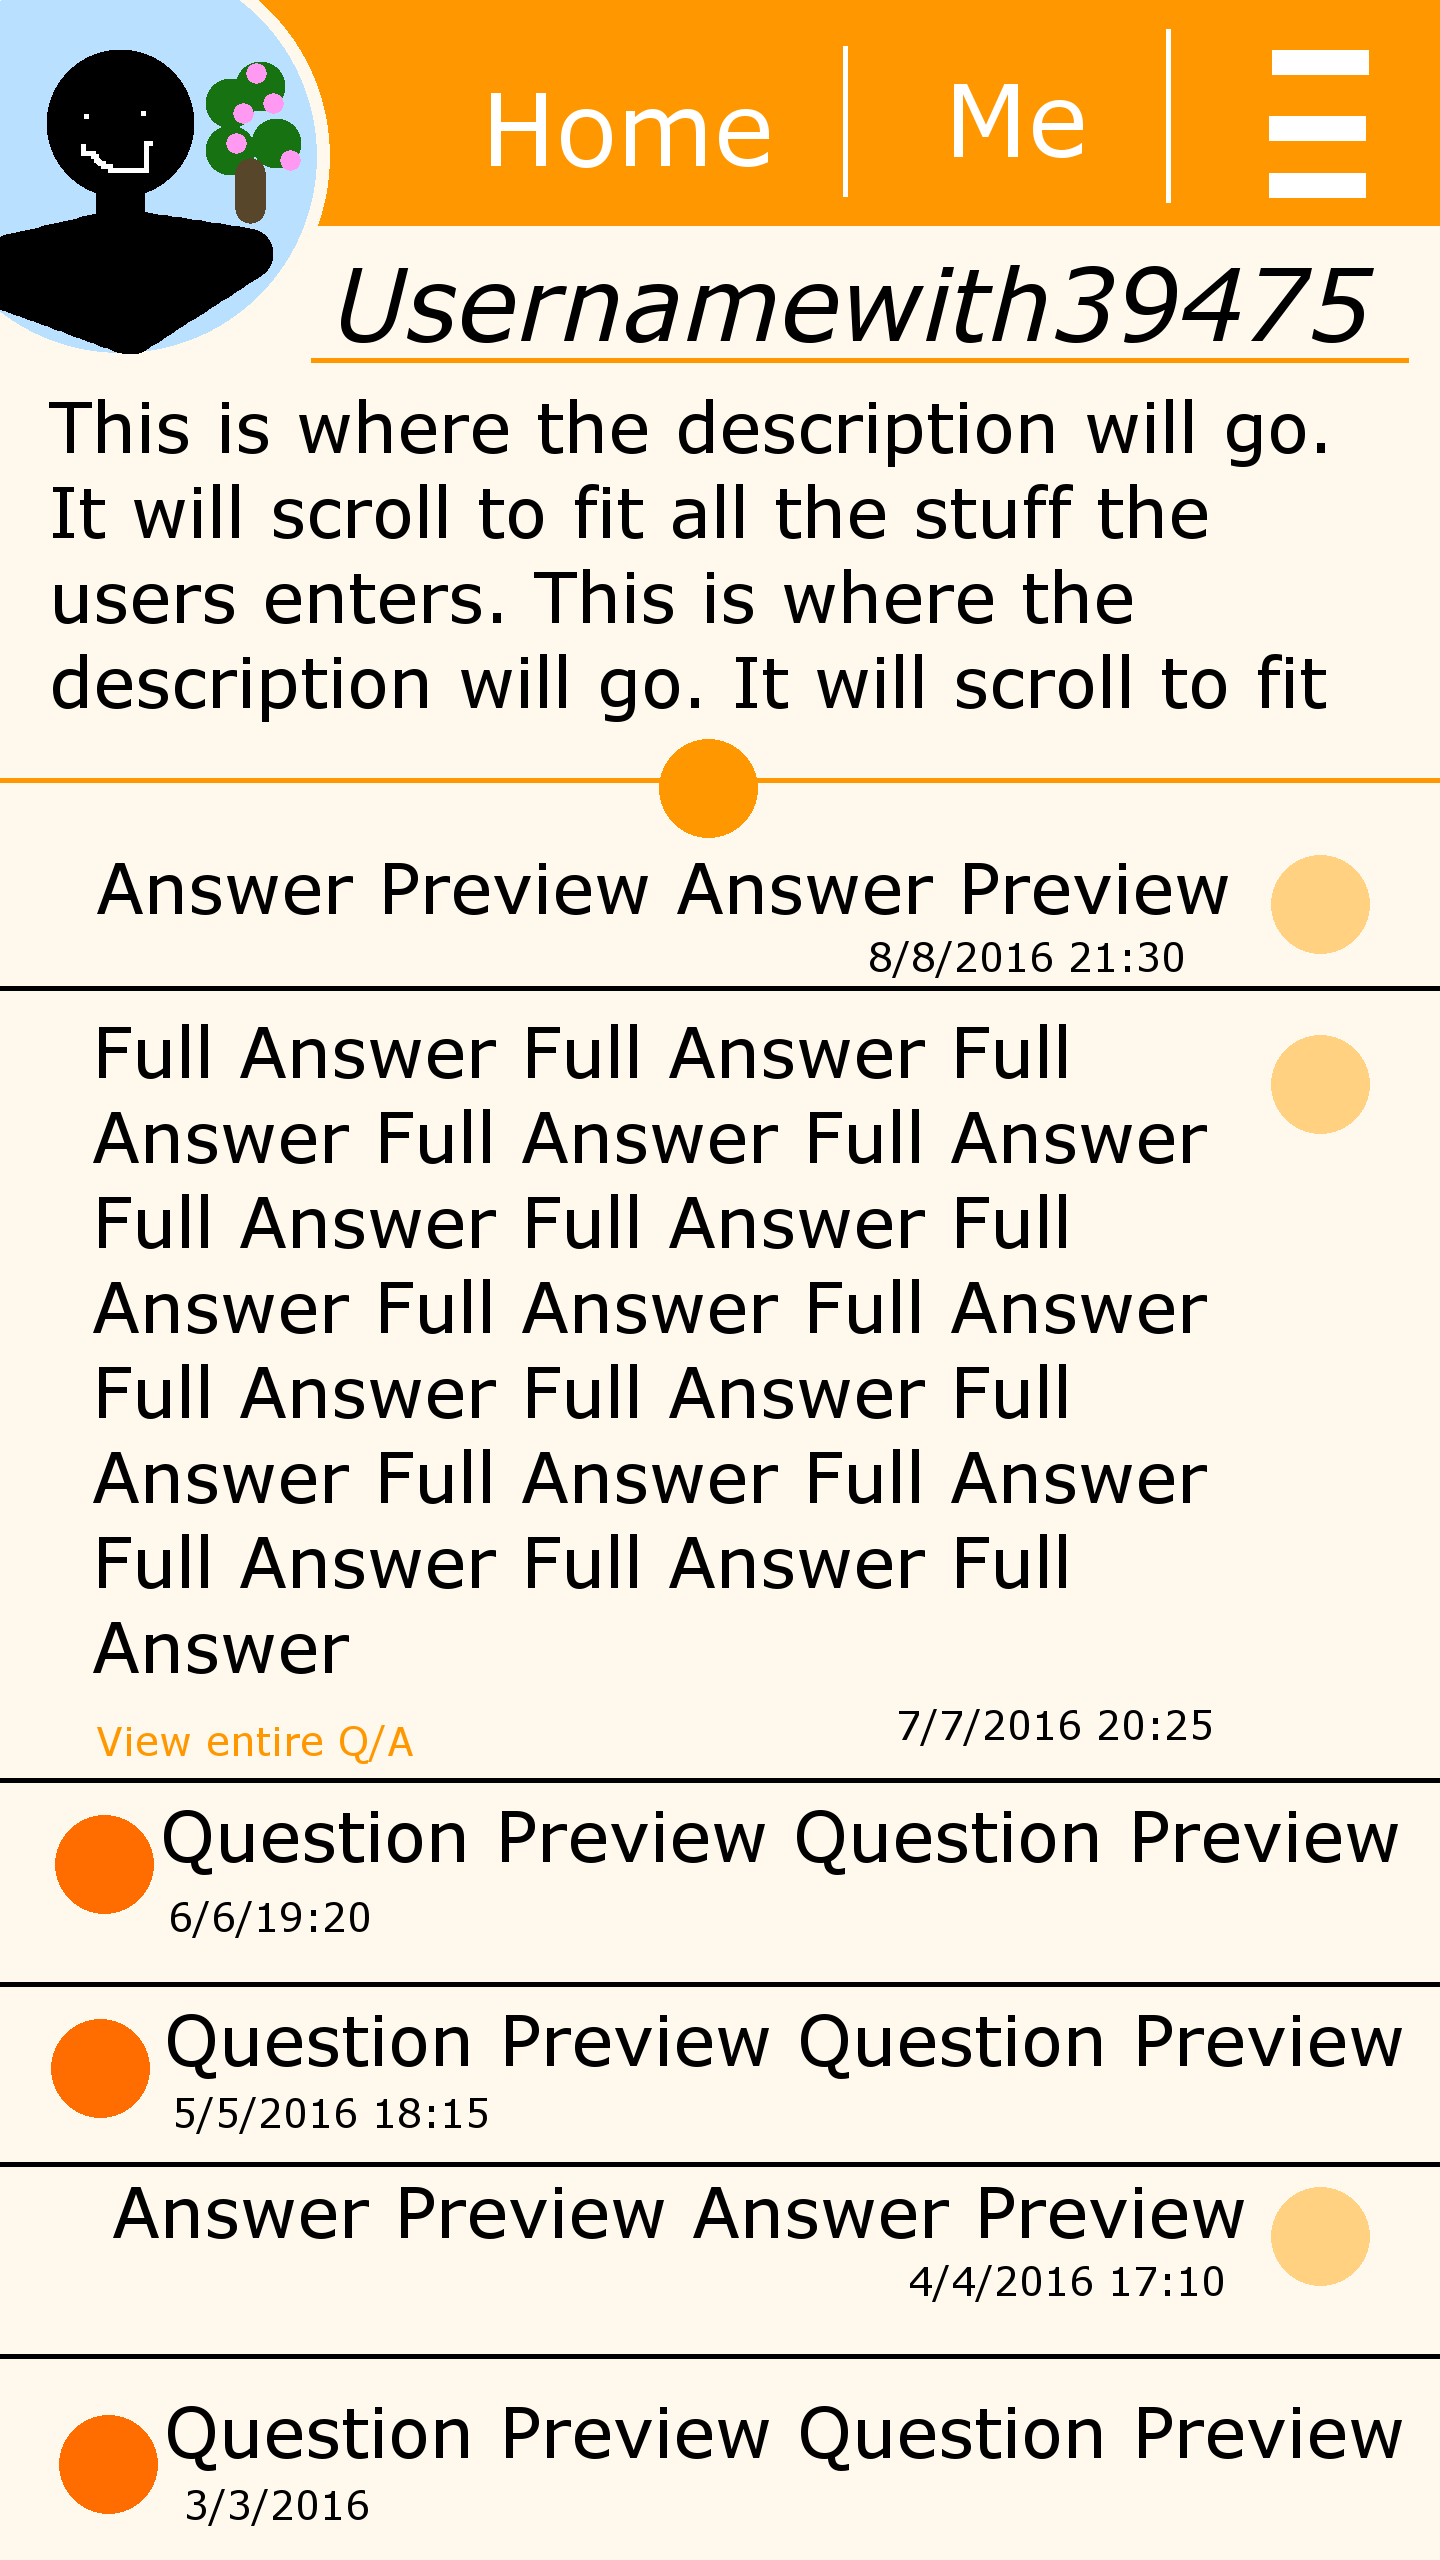 Home
Me
Usernamewith39475
This is where the description will go.
It will scroll to fit all the stuff the
users enters. This is where the
description will go. It will scroll to fit
Answer Preview Answer Preview
8/8/2016 21:30
Full Answer Full Answer Full
Answer Full Answer Full Answer
Full Answer Full Answer Full
Answer Full Answer Full Answer
Full Answer Full Answer Full
Answer Full Answer Full Answer
Full Answer Full Answer Full
Answer
View entire Q/A
7/7/2016 20:25
Question Preview Question Preview
6/6/19:20
Question Preview Question Preview
5/5/2016 18:15
Answer Preview Answer Preview
4/4/2016 17:10
Question Preview Question Preview
3/3/2016